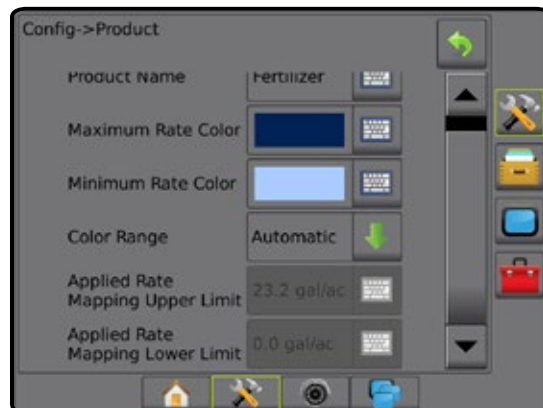 Config->Product
Product Name
Fertilizer
Maximum Rate Color
Minimum Rate Color
Color Range
Automatic
Applied Rate
Mapping Upper Limit
23.2 gal/ac
Applied Rate
Mapping Lower Limit
0.0 gal/ac